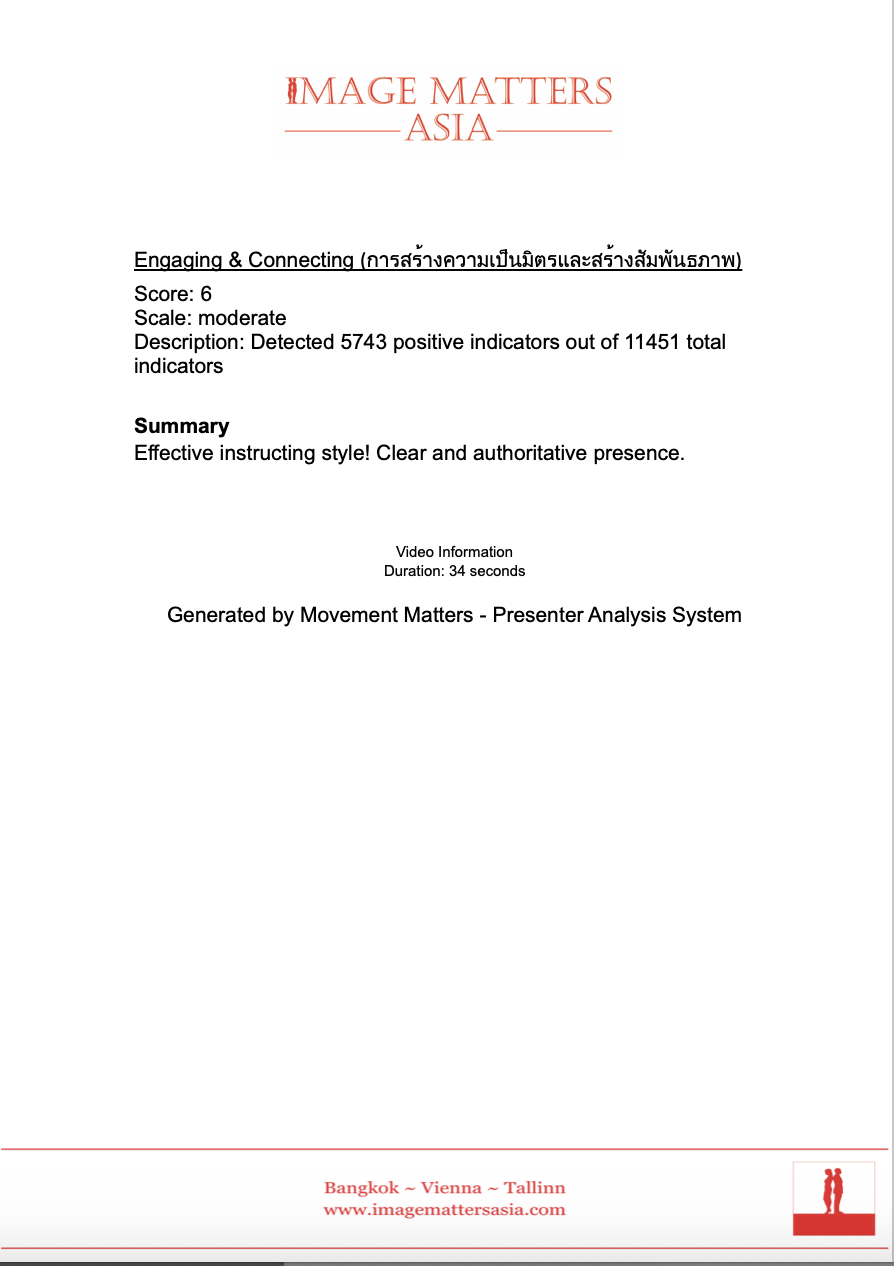 IMAGE MATTERS
ASIA
Engaging & Connecting (การสร้างความเป็นมิตรและสร้างสัมพันธภาพ)
Score: 6
Scale: moderate
Description: Detected 5743 positive indicators out of 11451 total
indicators
Summary
Effective instructing style! Clear and authoritative presence.
Video Information
Duration: 34 seconds
Generated by Movement Matters - Presenter Analysis System
Bangkok ~ Vienna ~ Tallinn
www.imagemattersasia.com